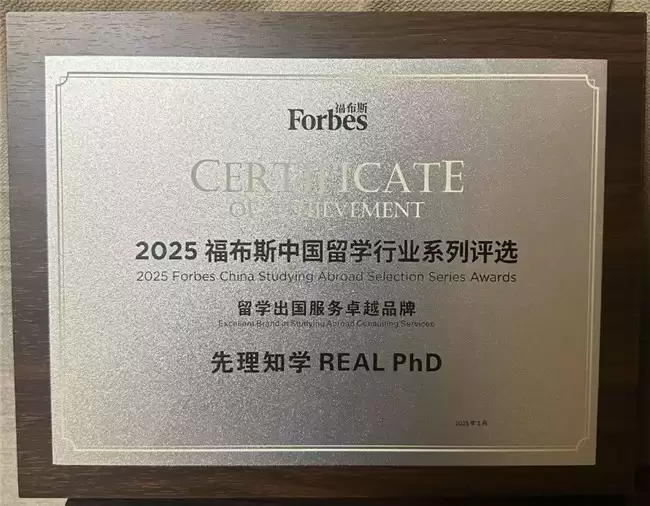 福布斯
Forbes
CERTIFICATE
OF ACHIEVEMENT
2025 福布斯中国留学行业系列评选
2025 Forbes China Studying Abroad Selection Series Awards
留学出国服务卓越品牌
Excellent Brand in Studying Abroad Consulting Services
先理知学 REAL PhD